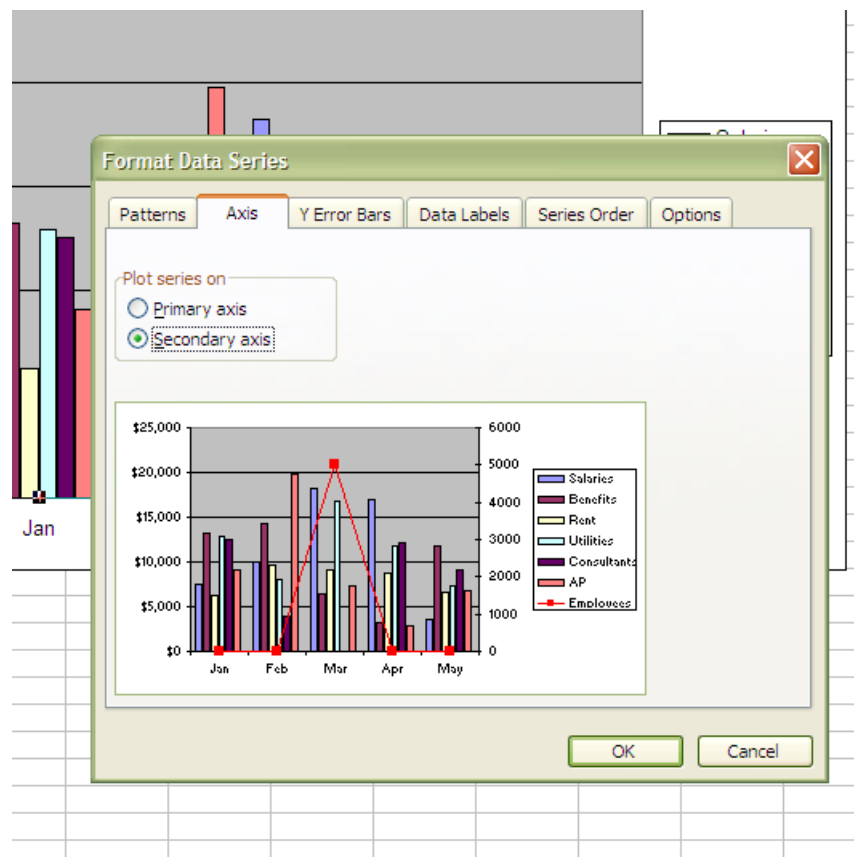 Format Data Series
Patterns Axis Y Error Bars Data Labels Series Order Options
Plot series on
Primary axis
Secondary axis
$25,000
$20,000
$15,000
$10,000
$5,000
$0
6000
5000
4000
3000
2000
1000
0
Jan Feb Mar Apr May
Salaries
Benefits
Rent
Utilities
Consultants
AP
Employees
Jan
OK Cancel